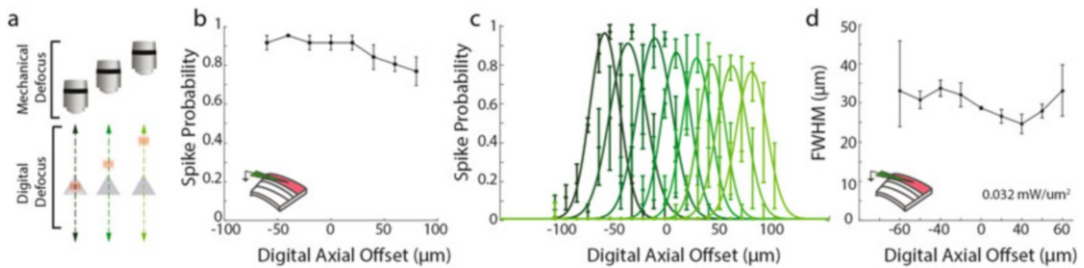 a
Mechanical
Defocus
Digital
Defocus
b
Spike Probability
1
0.8
0.6
0.4
0.2
0
-100
-50
0
50
100
Digital Axial Offset (µm)
c
Spike Probability
1
0.8
0.6
0.4
0.2
0
-100
-50
0
50
100
Digital Axial Offset (µm)
d
FWHM (µm)
50
40
30
20
10
0
0.032 mW/um²
-60
-40
0
40
60
Digital Axial Offset (µm)